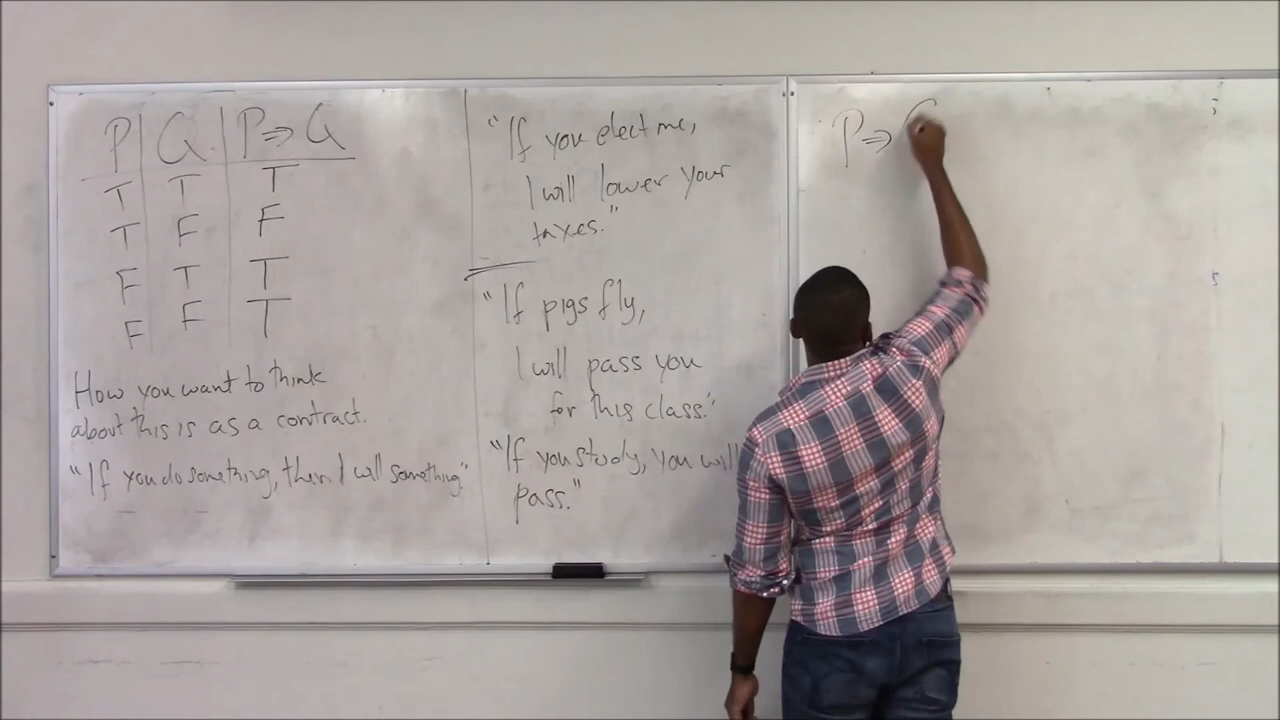 P Q P ⇒ Q
T T T
T F F
F T T
F F T
How you want to think
about this is as a contract.
"If you do something, then I will something."
"If you elect me,
I will lower your
taxes."
"If pigs fly,
I will pass you
for this class."
"If you study, you will
pass."
P ⇒